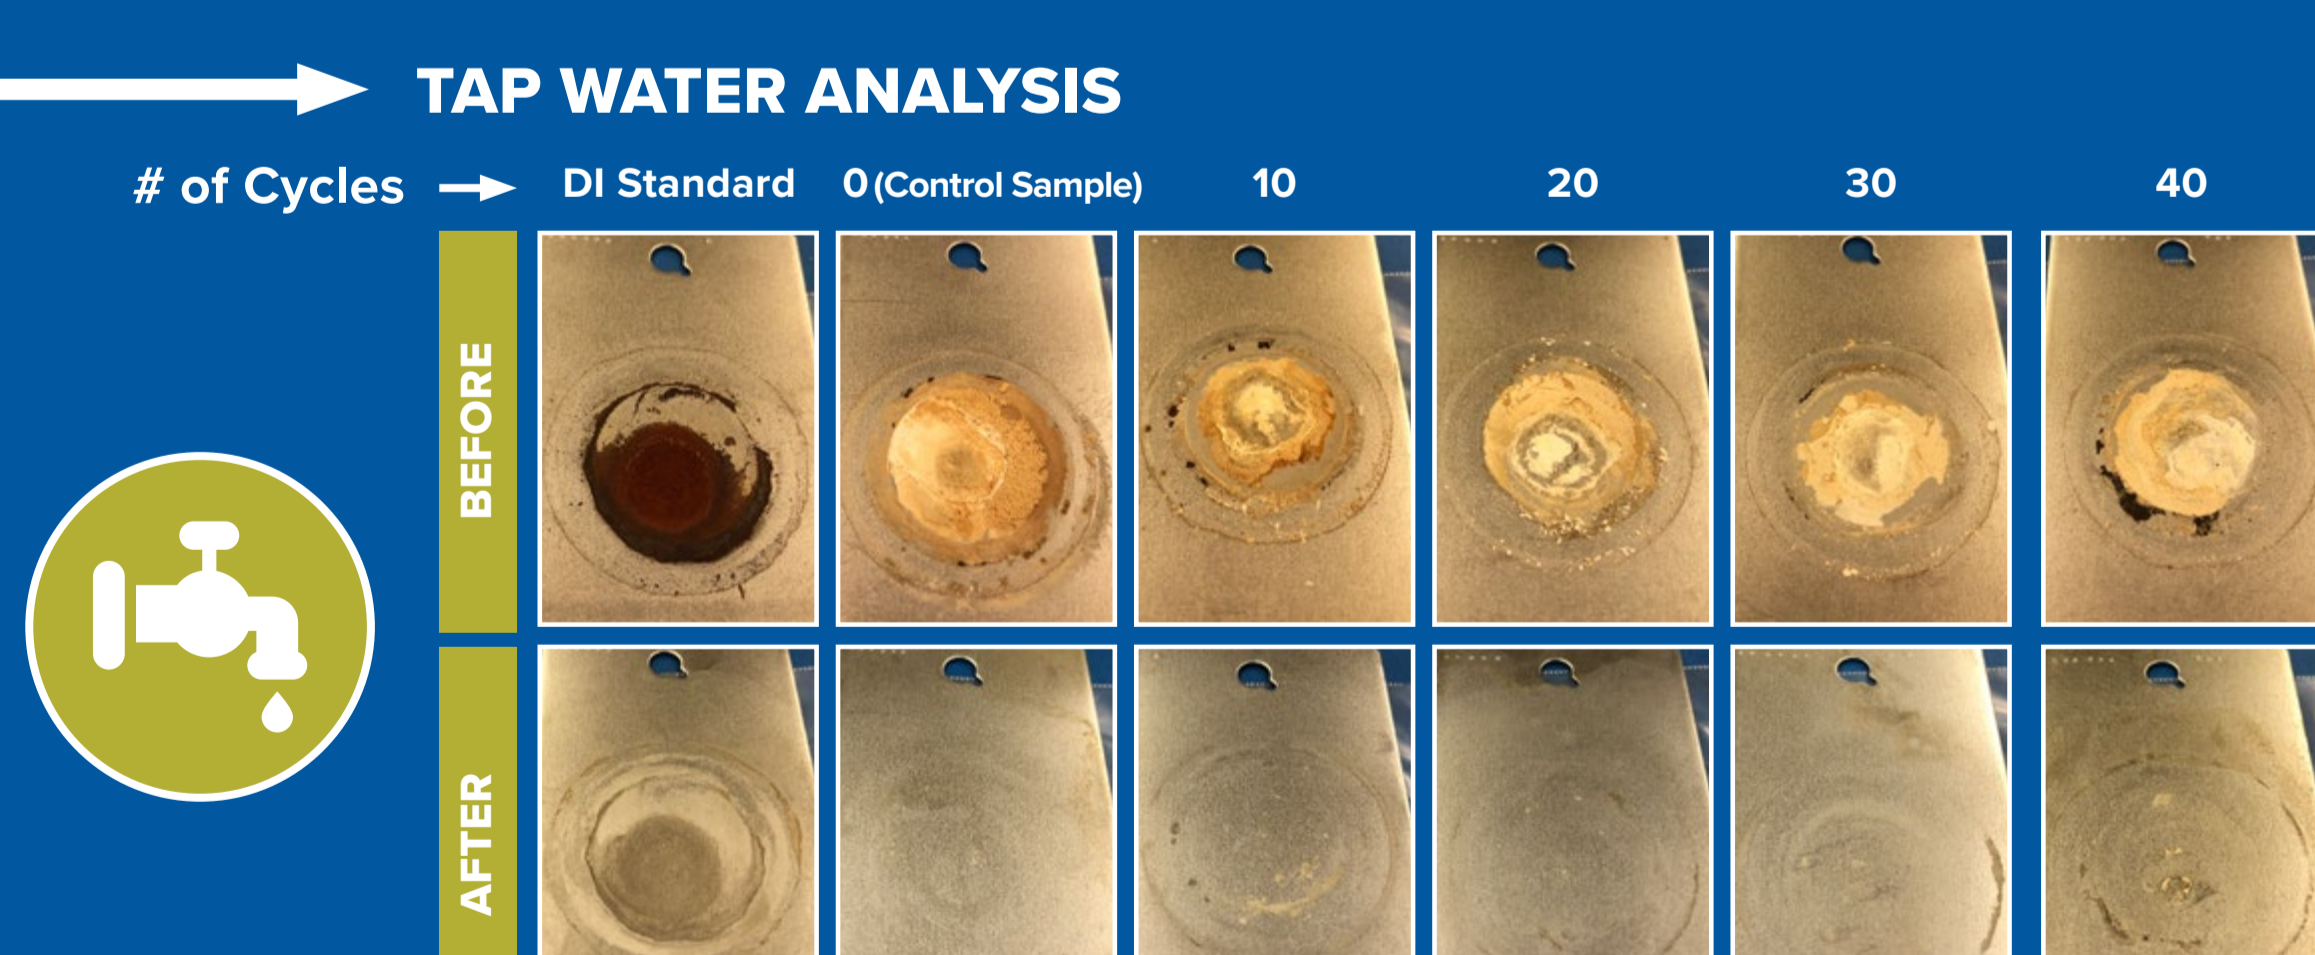 TAP WATER ANALYSIS
# of Cycles DI Standard 0 (Control Sample) 10 20 30 40
BEFORE
AFTER